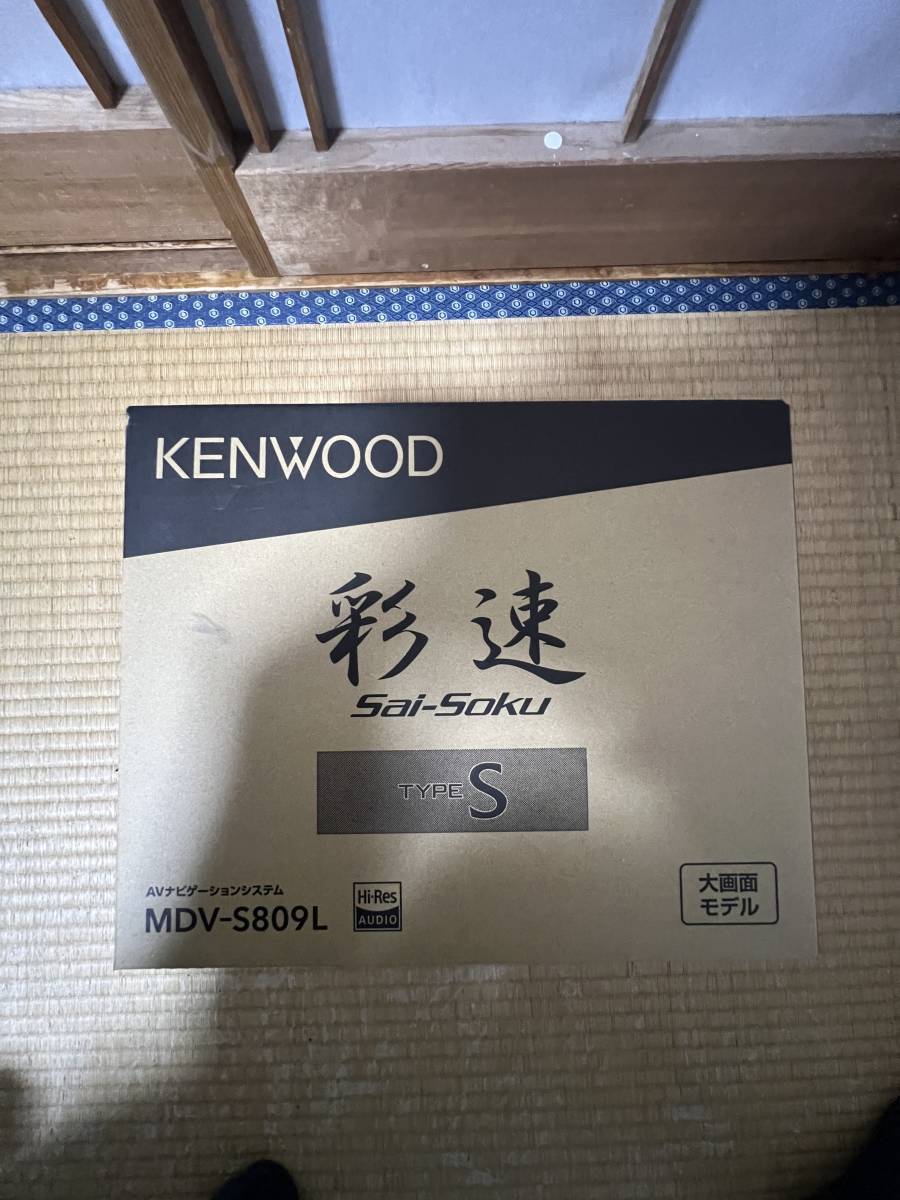 KENWOOD
彩速
Sai-Soku
TYPE S
AVナビゲーションシステム
MDV-S809L
Hi-Res
AUDIO
大画面
モデル